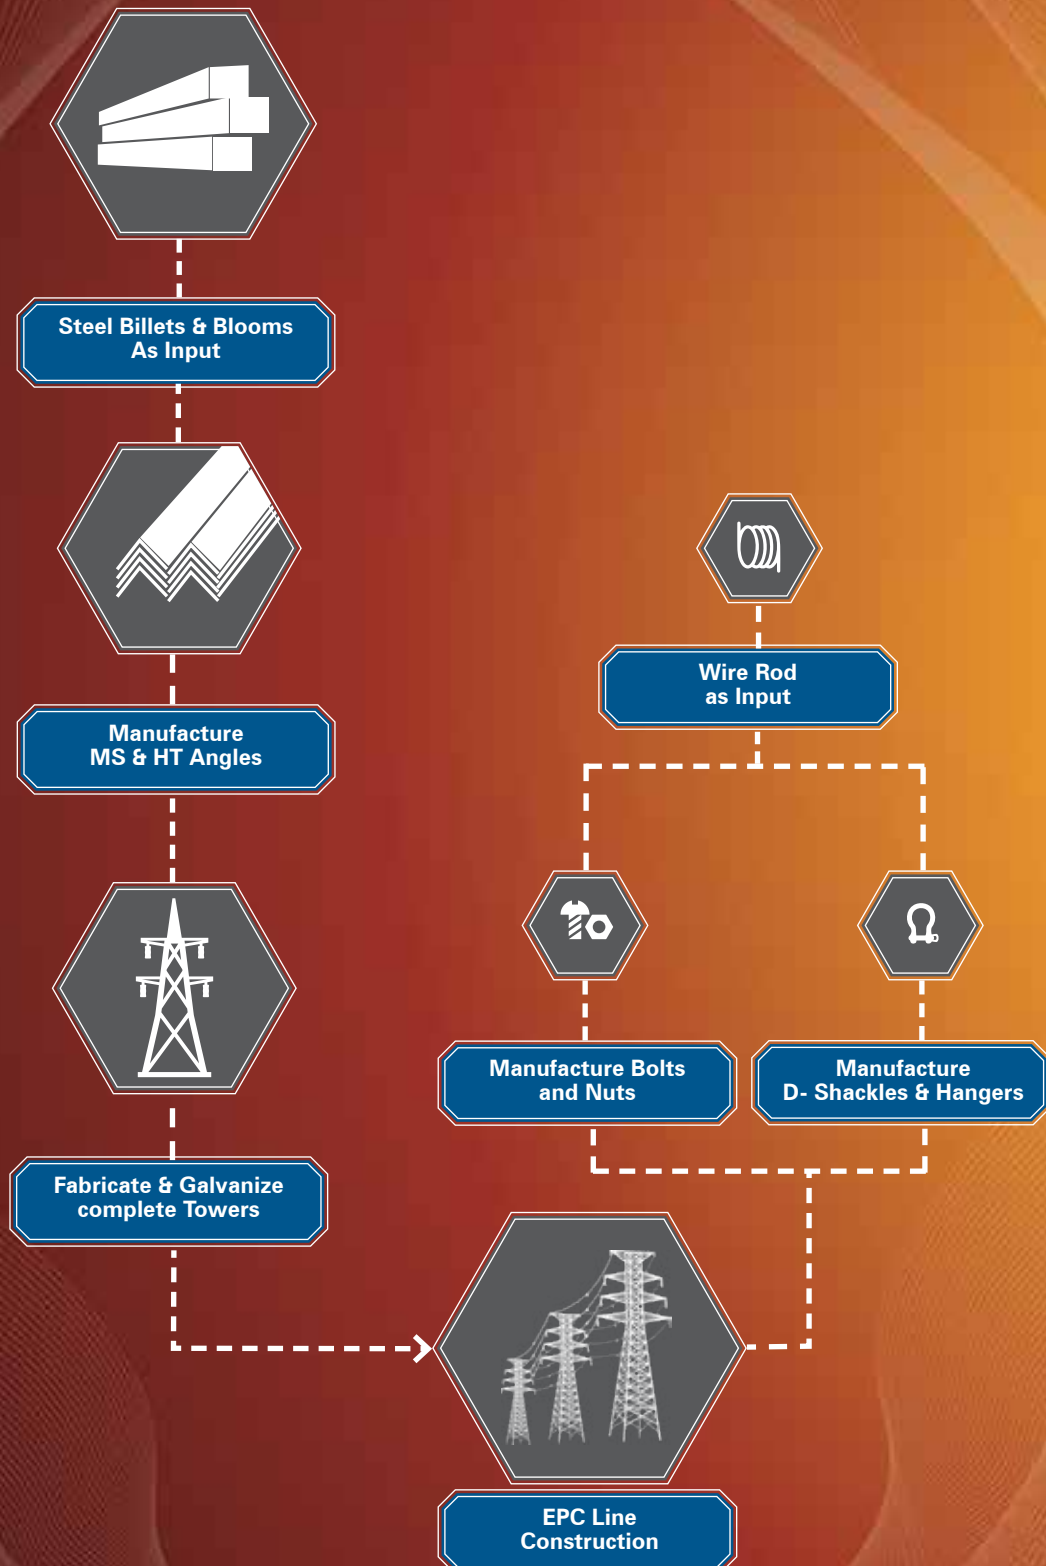 Steel Billets & Blooms
As Input
Manufacture
MS & HT Angles
Wire Rod
as Input
Manufacture Bolts
and Nuts
Manufacture
D- Shackles & Hangers
Fabricate & Galvanize
complete Towers
EPC Line
Construction